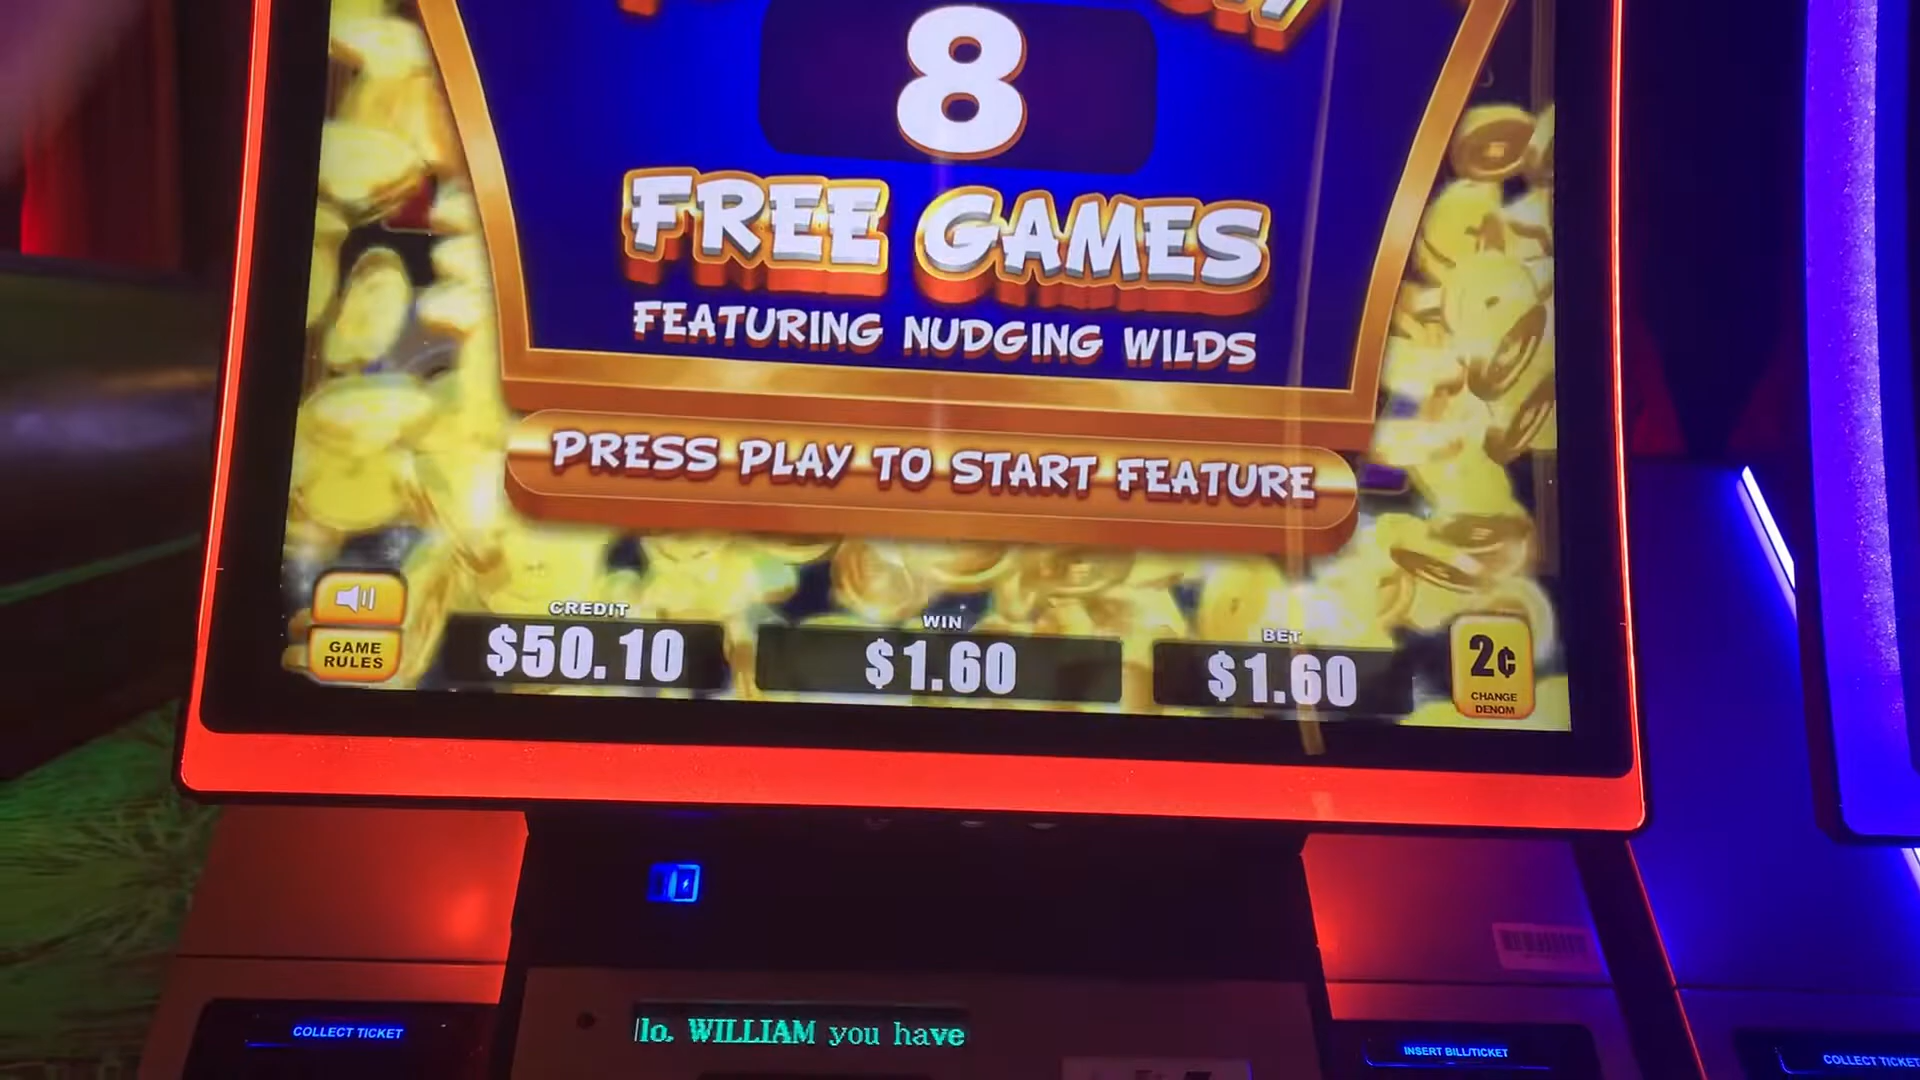 8
FREE GAMES
FEATURING NUDGING WILDS
PRESS PLAY TO START FEATURE
GAME
RULES
CREDIT
$50.10
WIN
$1.60
BET
$1.60
2¢
CHANGE
DENOM
lo. WILLIAM you have
COLLECT TICKET
INSERT BILL/TICKET
COLLECT TICKET